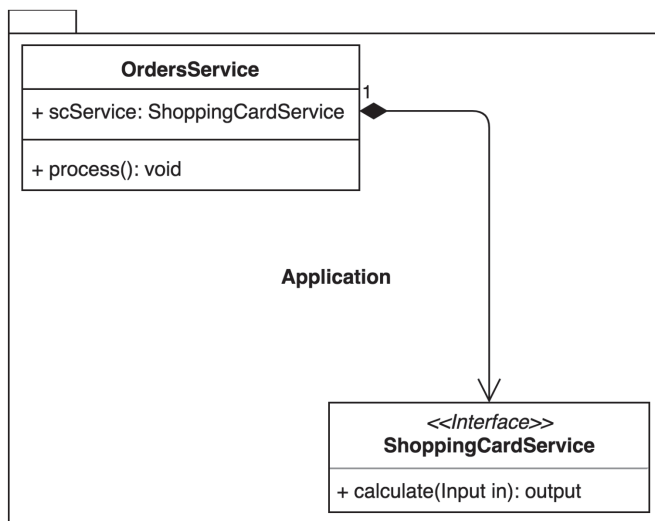 OrdersService
+ scService: ShoppingCardService
1
+ process(): void
Application
<<Interface>>
ShoppingCardService
+ calculate(Input in): output